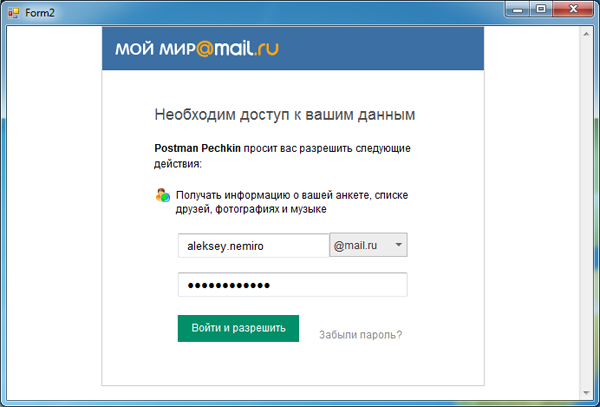 Form2
МОЙ МИР@mail.ru
Необходим доступ к вашим данным
Postman Pechkin просит вас разрешить следующие
действия:
Получать информацию о вашей анкете, списке
друзей, фотографиях и музыке
aleksey.nemiro @mail.ru
••••••••••••
Войти и разрешить Забыли пароль?